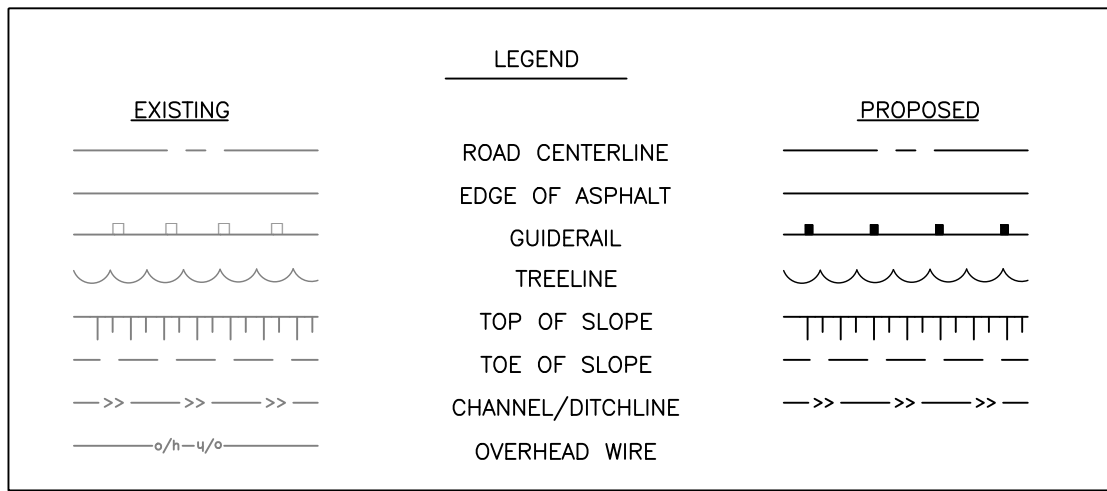 LEGEND
EXISTING PROPOSED
ROAD CENTERLINE
EDGE OF ASPHALT
GUIDERAIL
TREELINE
TOP OF SLOPE
TOE OF SLOPE
>> >> >> CHANNEL/DITCHLINE >> >> >>
o/h o/h OVERHEAD WIRE